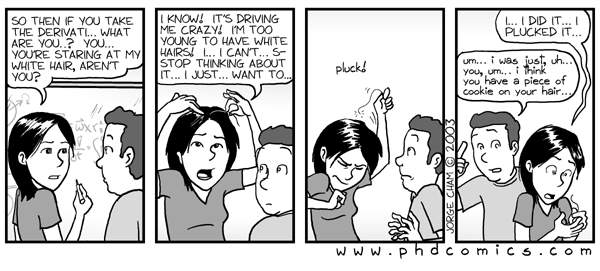 SO THEN IF YOU TAKE
THE DERIVATI... WHAT
ARE YOU..? YOU...
YOU'RE STARING AT MY
WHITE HAIR, AREN'T
YOU?
I KNOW! IT'S DRIVING
ME CRAZY! I'M TOO
YOUNG TO HAVE WHITE
HAIRS! I... I CAN'T... S-
STOP THINKING ABOUT
IT... I JUST... WANT TO...
pluck!
JORGE CHAM © 2003
I... I DID IT... I
PLUCKED IT...
um... i was just, uh...
you, um... i think
you have a piece of
cookie on your hair...
www.phdcomics.com